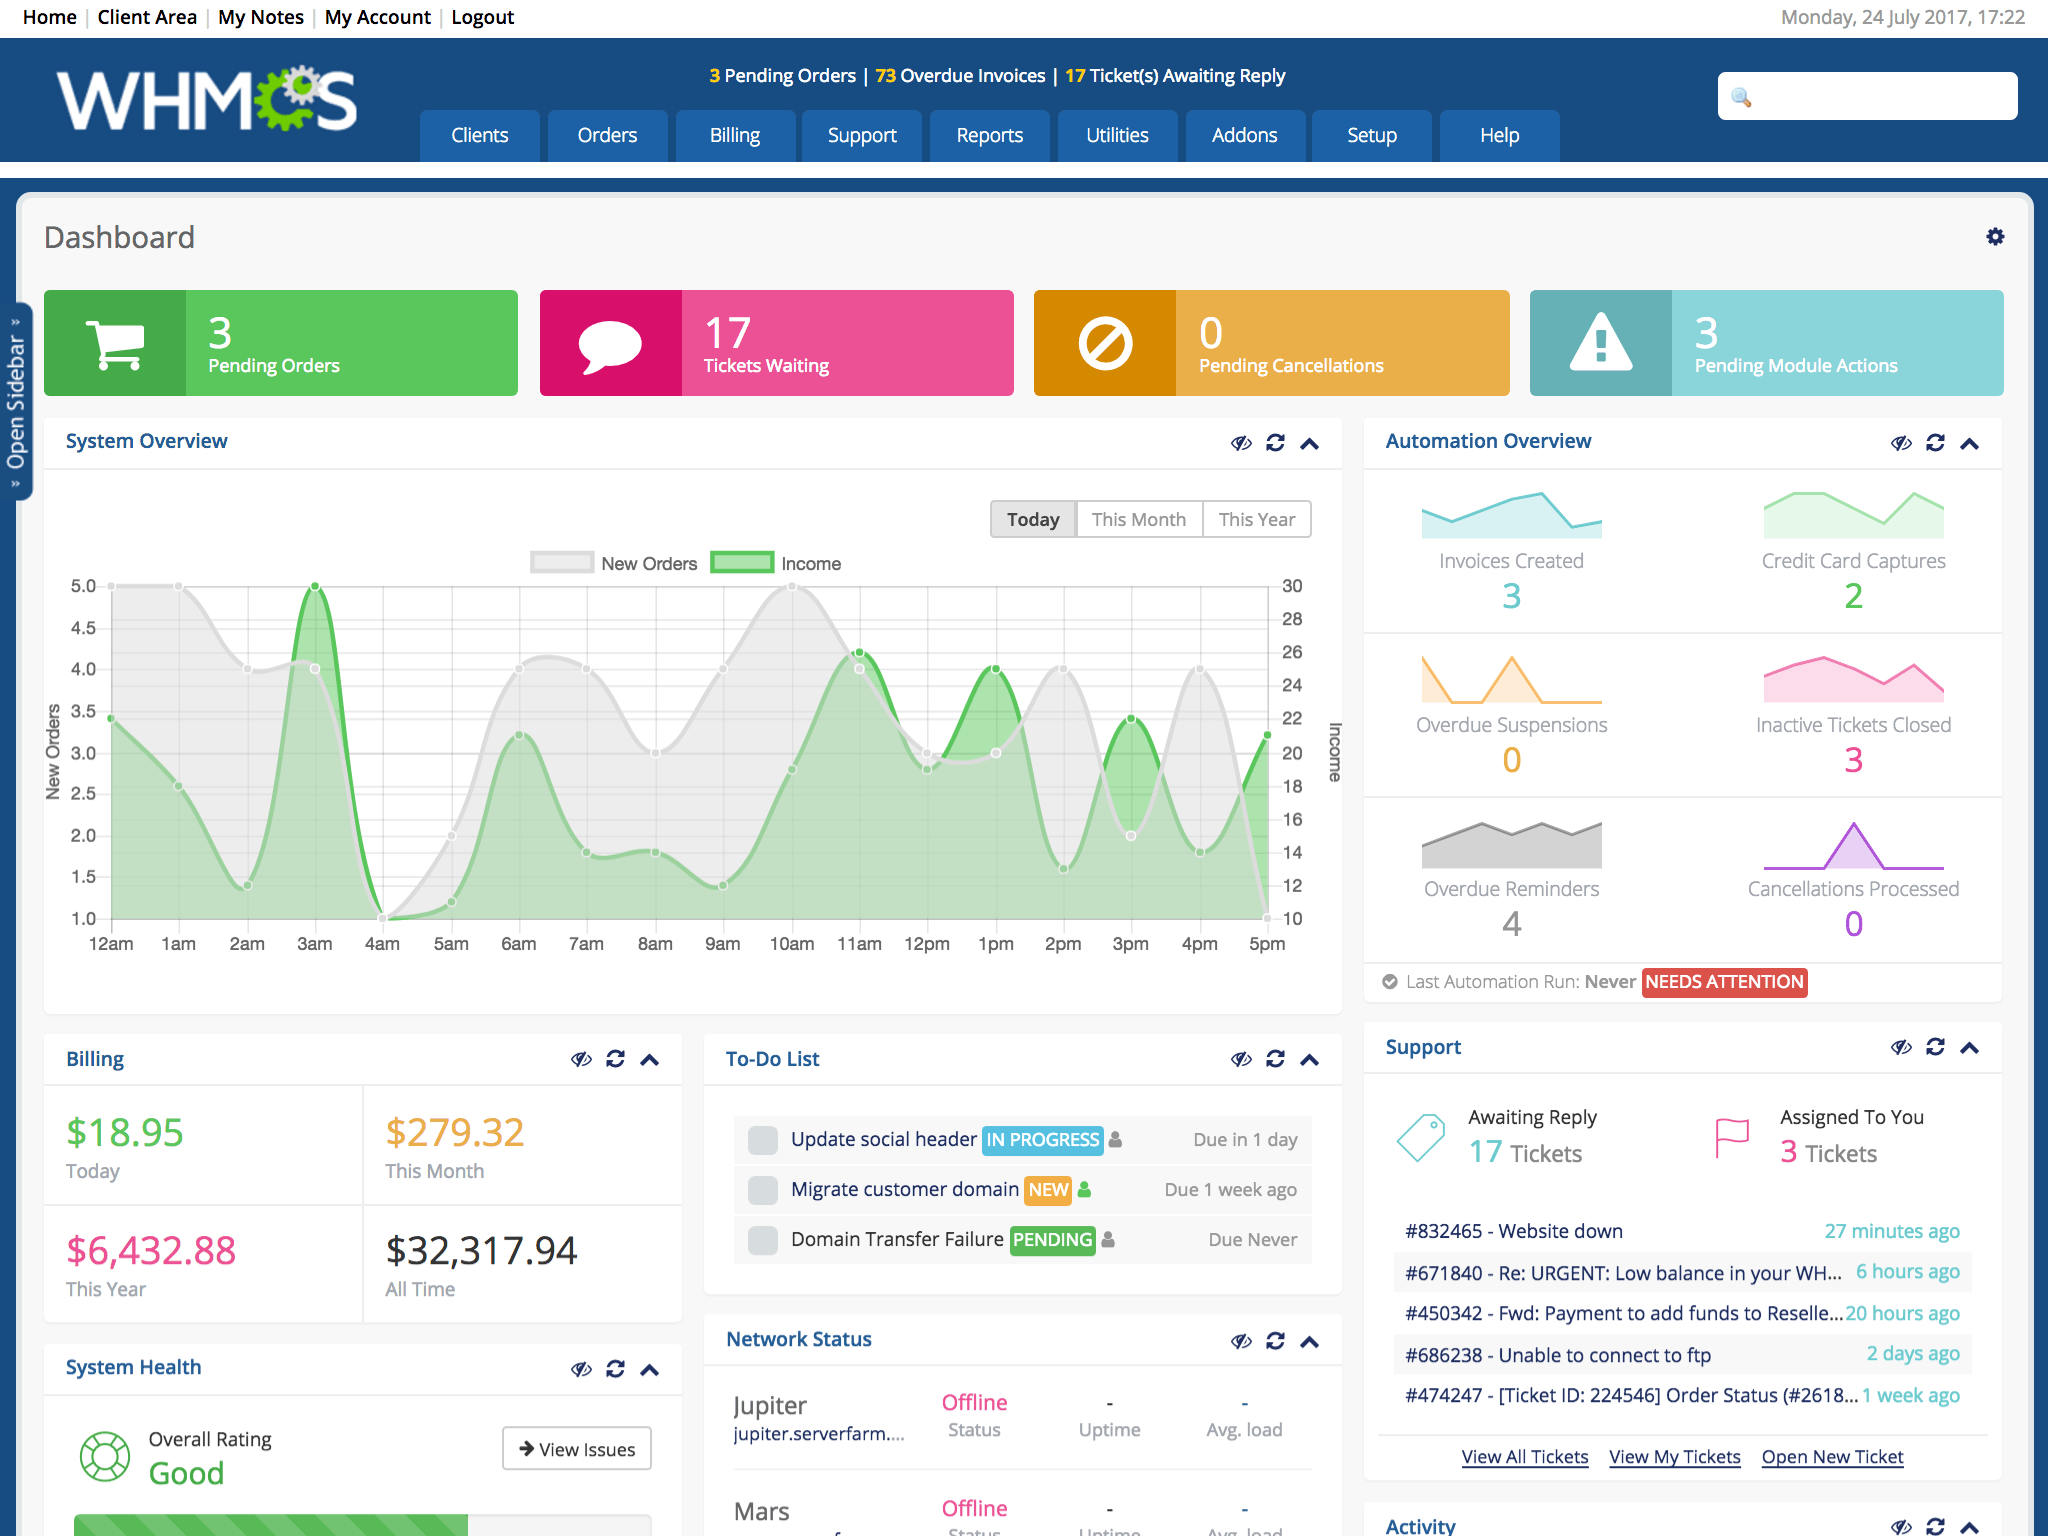 Home | Client Area | My Notes | My Account | Logout
Monday, 24 July 2017, 17:22
WHMCS
3 Pending Orders | 73 Overdue Invoices | 17 Ticket(s) Awaiting Reply
Clients Orders Billing Support Reports Utilities Addons Setup Help
Dashboard
» Open Sidebar »
3
Pending Orders
17
Tickets Waiting
0
Pending Cancellations
3
Pending Module Actions
System Overview
Today This Month This Year
New Orders Income
New Orders
5.0
4.5
4.0
3.5
3.0
2.5
2.0
1.5
1.0
30
28
26
24
22
20
18
16
14
12
10
Income
12am 1am 2am 3am 4am 5am 6am 7am 8am 9am 10am 11am 12pm 1pm 2pm 3pm 4pm 5pm
Automation Overview
Invoices Created
3
Credit Card Captures
2
Overdue Suspensions
0
Inactive Tickets Closed
3
Overdue Reminders
4
Cancellations Processed
0
Last Automation Run: Never NEEDS ATTENTION
Billing
$18.95
Today
$279.32
This Month
$6,432.88
This Year
$32,317.94
All Time
To-Do List
Update social header IN PROGRESS Due in 1 day
Migrate customer domain NEW Due 1 week ago
Domain Transfer Failure PENDING Due Never
Support
Awaiting Reply
17 Tickets
Assigned To You
3 Tickets
#832465 - Website down 27 minutes ago
#671840 - Re: URGENT: Low balance in your WH... 6 hours ago
#450342 - Fwd: Payment to add funds to Reselle... 20 hours ago
#686238 - Unable to connect to ftp 2 days ago
#474247 - [Ticket ID: 224546] Order Status (#2618... 1 week ago
View All Tickets View My Tickets Open New Ticket
System Health
Overall Rating
Good
View Issues
Network Status
Jupiter Offline - -
jupiter.serverfarm.... Status Uptime Avg. load
Mars Offline - -
Status Uptime Avg. load
Activity